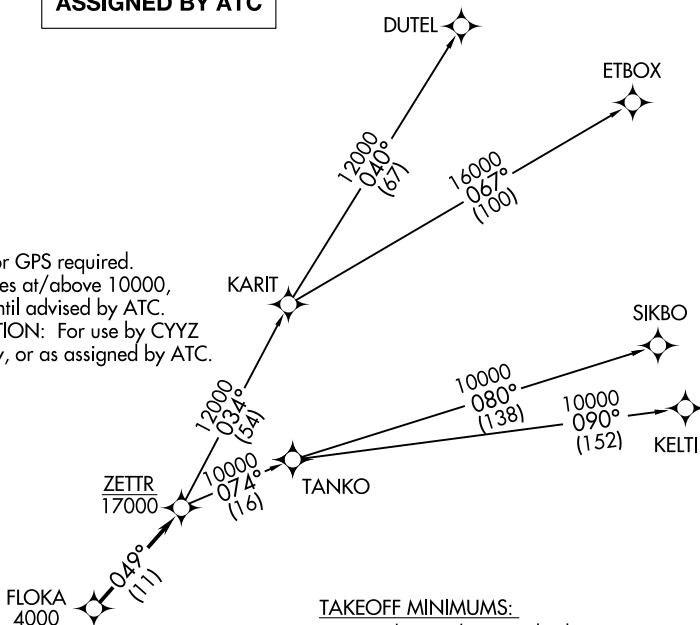 ASSIGNED BY ATC
DUTEL
ETBOX
12000
040°
(67)
16000
067°
(100)
or GPS required.
es at/above 10000,
ntil advised by ATC.
TION: For use by CYYZ
y, or as assigned by ATC.
KARIT
SIKBO
12000
034°
(54)
10000
080°
(138)
10000
090°
(152)
KELTI
10000
074°
(16)
TANKO
ZETTR
17000
049°
(11)
FLOKA
4000
TAKEOFF MINIMUMS: